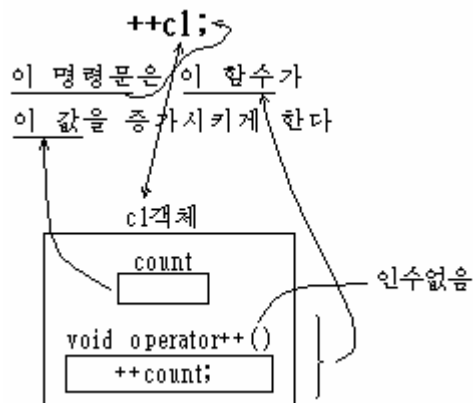 ++c1;
이 명령문은 이 함수가
이 값을 증가시키게 한다
c1객체
count
인수없음
void operator++()
++count;